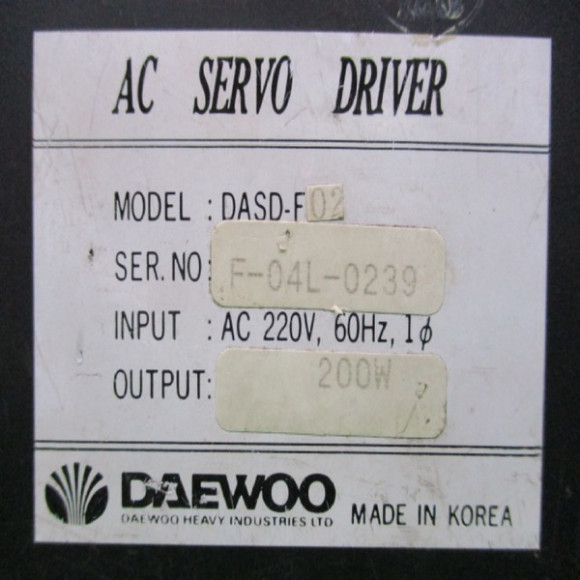 AC SERVO DRIVER
MODEL : DASD-F02
SER. NO: F-04L-0239
INPUT : AC 220V, 60Hz, 1ϕ
OUTPUT: 200W
DAEWOO
DAEWOO HEAVY INDUSTRIES LTD
MADE IN KOREA